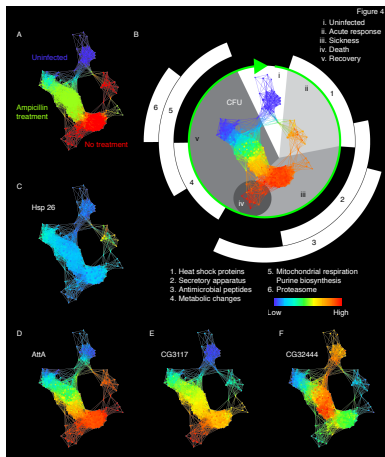 Figure 4
A
B
i. Uninfected
ii. Acute response
iii. Sickness
iv. Death
v. Recovery
Uninfected
i
ii
1
6
5
CFU
Ampicillin
treatment
No treatment
v
C
4
iii
iv
Hsp 26
2
3
1. Heat shock proteins
2. Secretory apparatus
3. Antimicrobial peptides
4. Metabolic changes
5. Mitochondrial respiration
Purine biosynthesis
6. Proteasome
Low
High
D
E
F
AttA
CG3117
CG32444